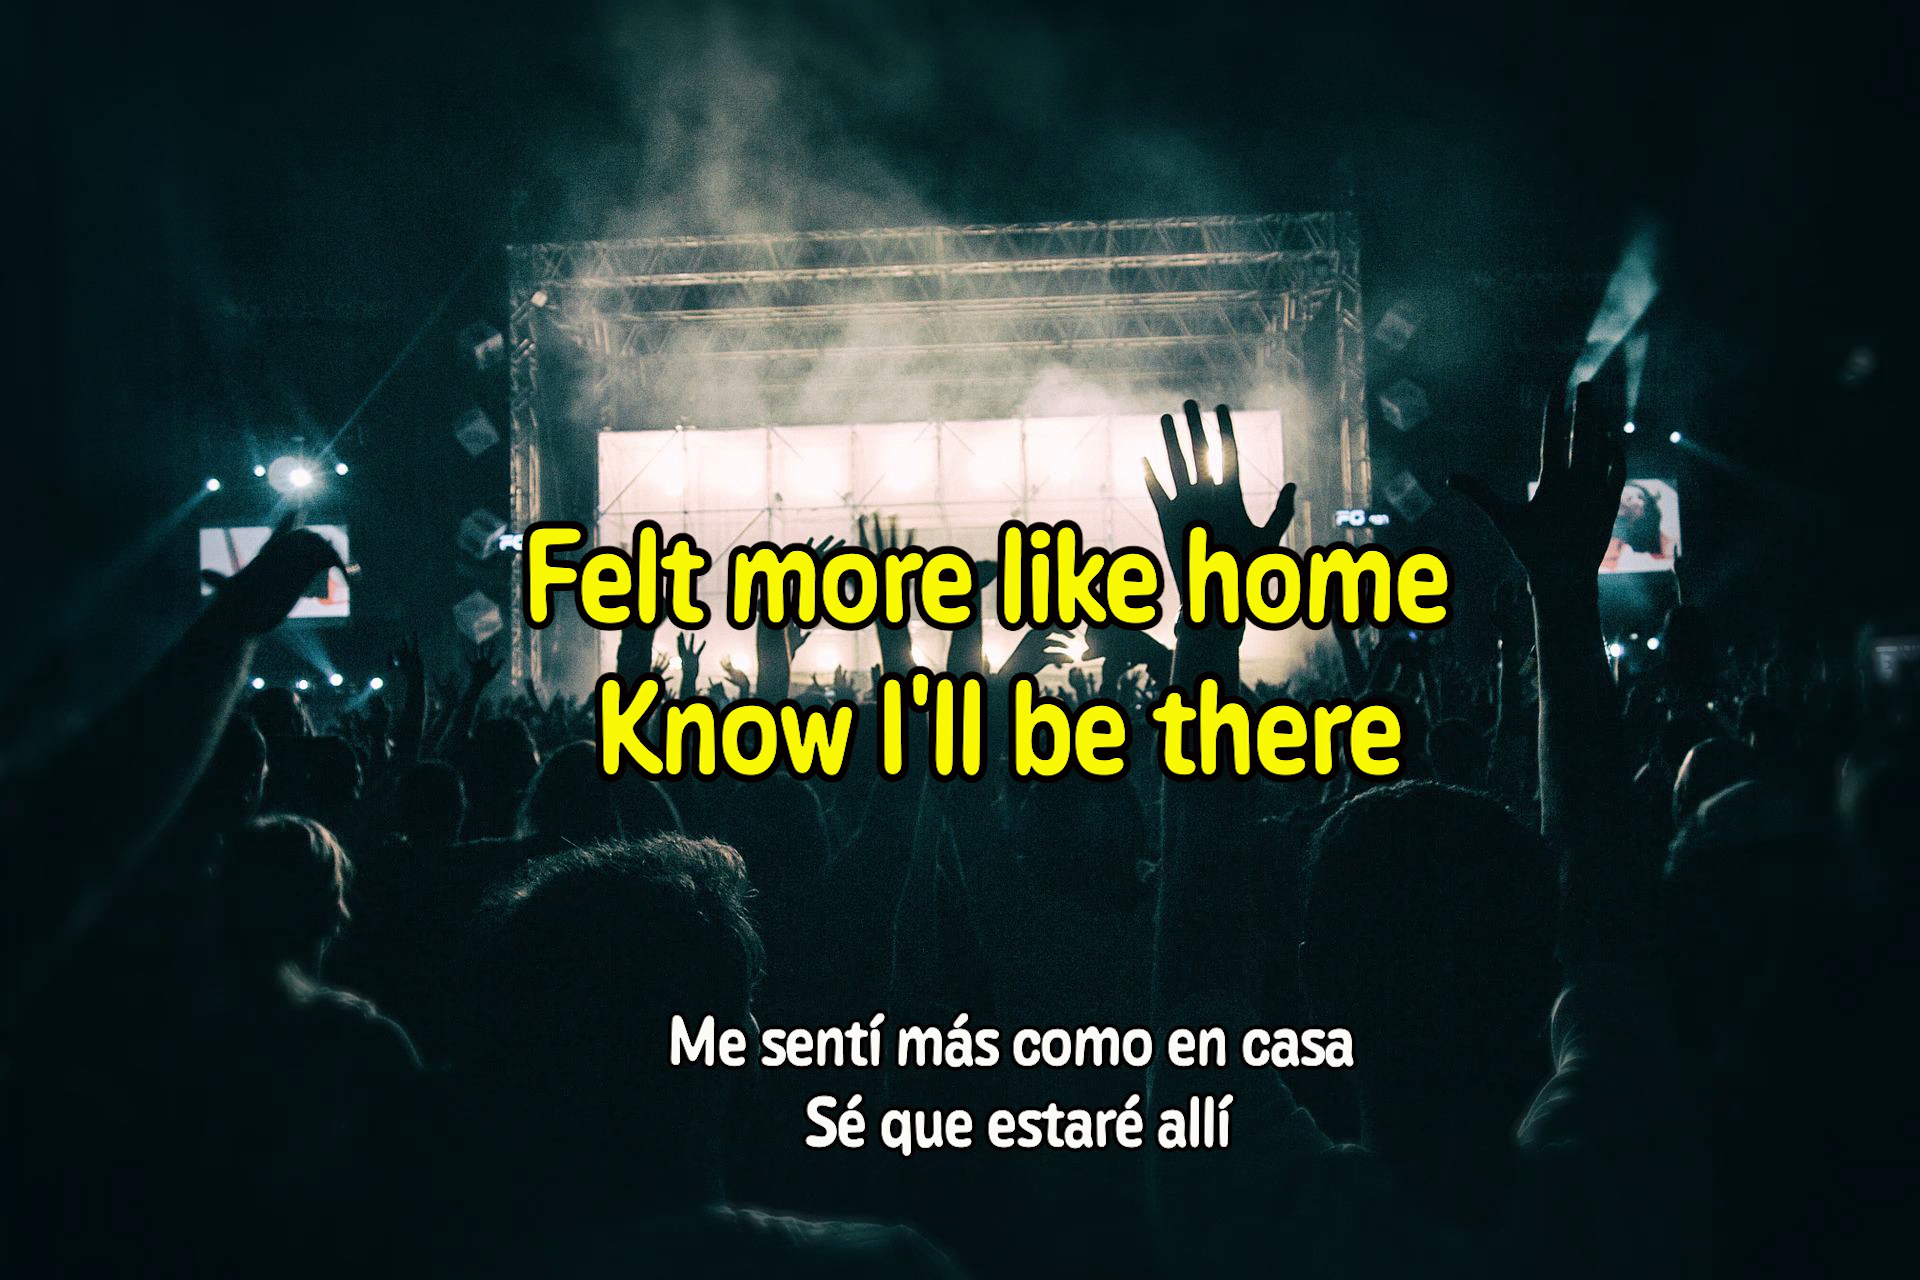 Felt more like home
Know I'll be there
Me sentí más como en casa
Sé que estaré allí